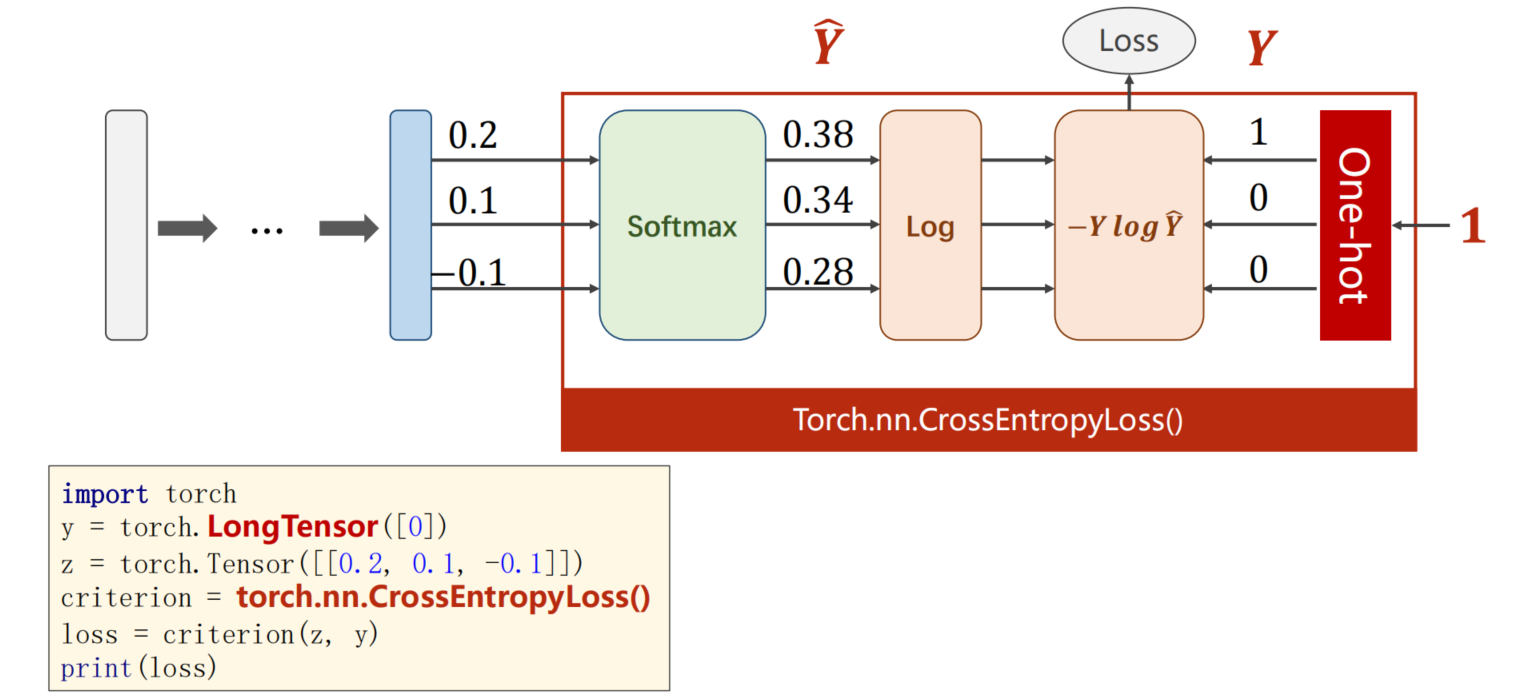 Ŷ
Loss
Y
0.2
0.38
1
0.1
Softmax
0.34
Log
−Y log Ŷ
0
One-hot
1
...
−0.1
0.28
0
Torch.nn.CrossEntropyLoss()
import torch
y = torch.LongTensor([0])
z = torch.Tensor([[0.2, 0.1, -0.1]])
criterion = torch.nn.CrossEntropyLoss()
loss = criterion(z, y)
print(loss)